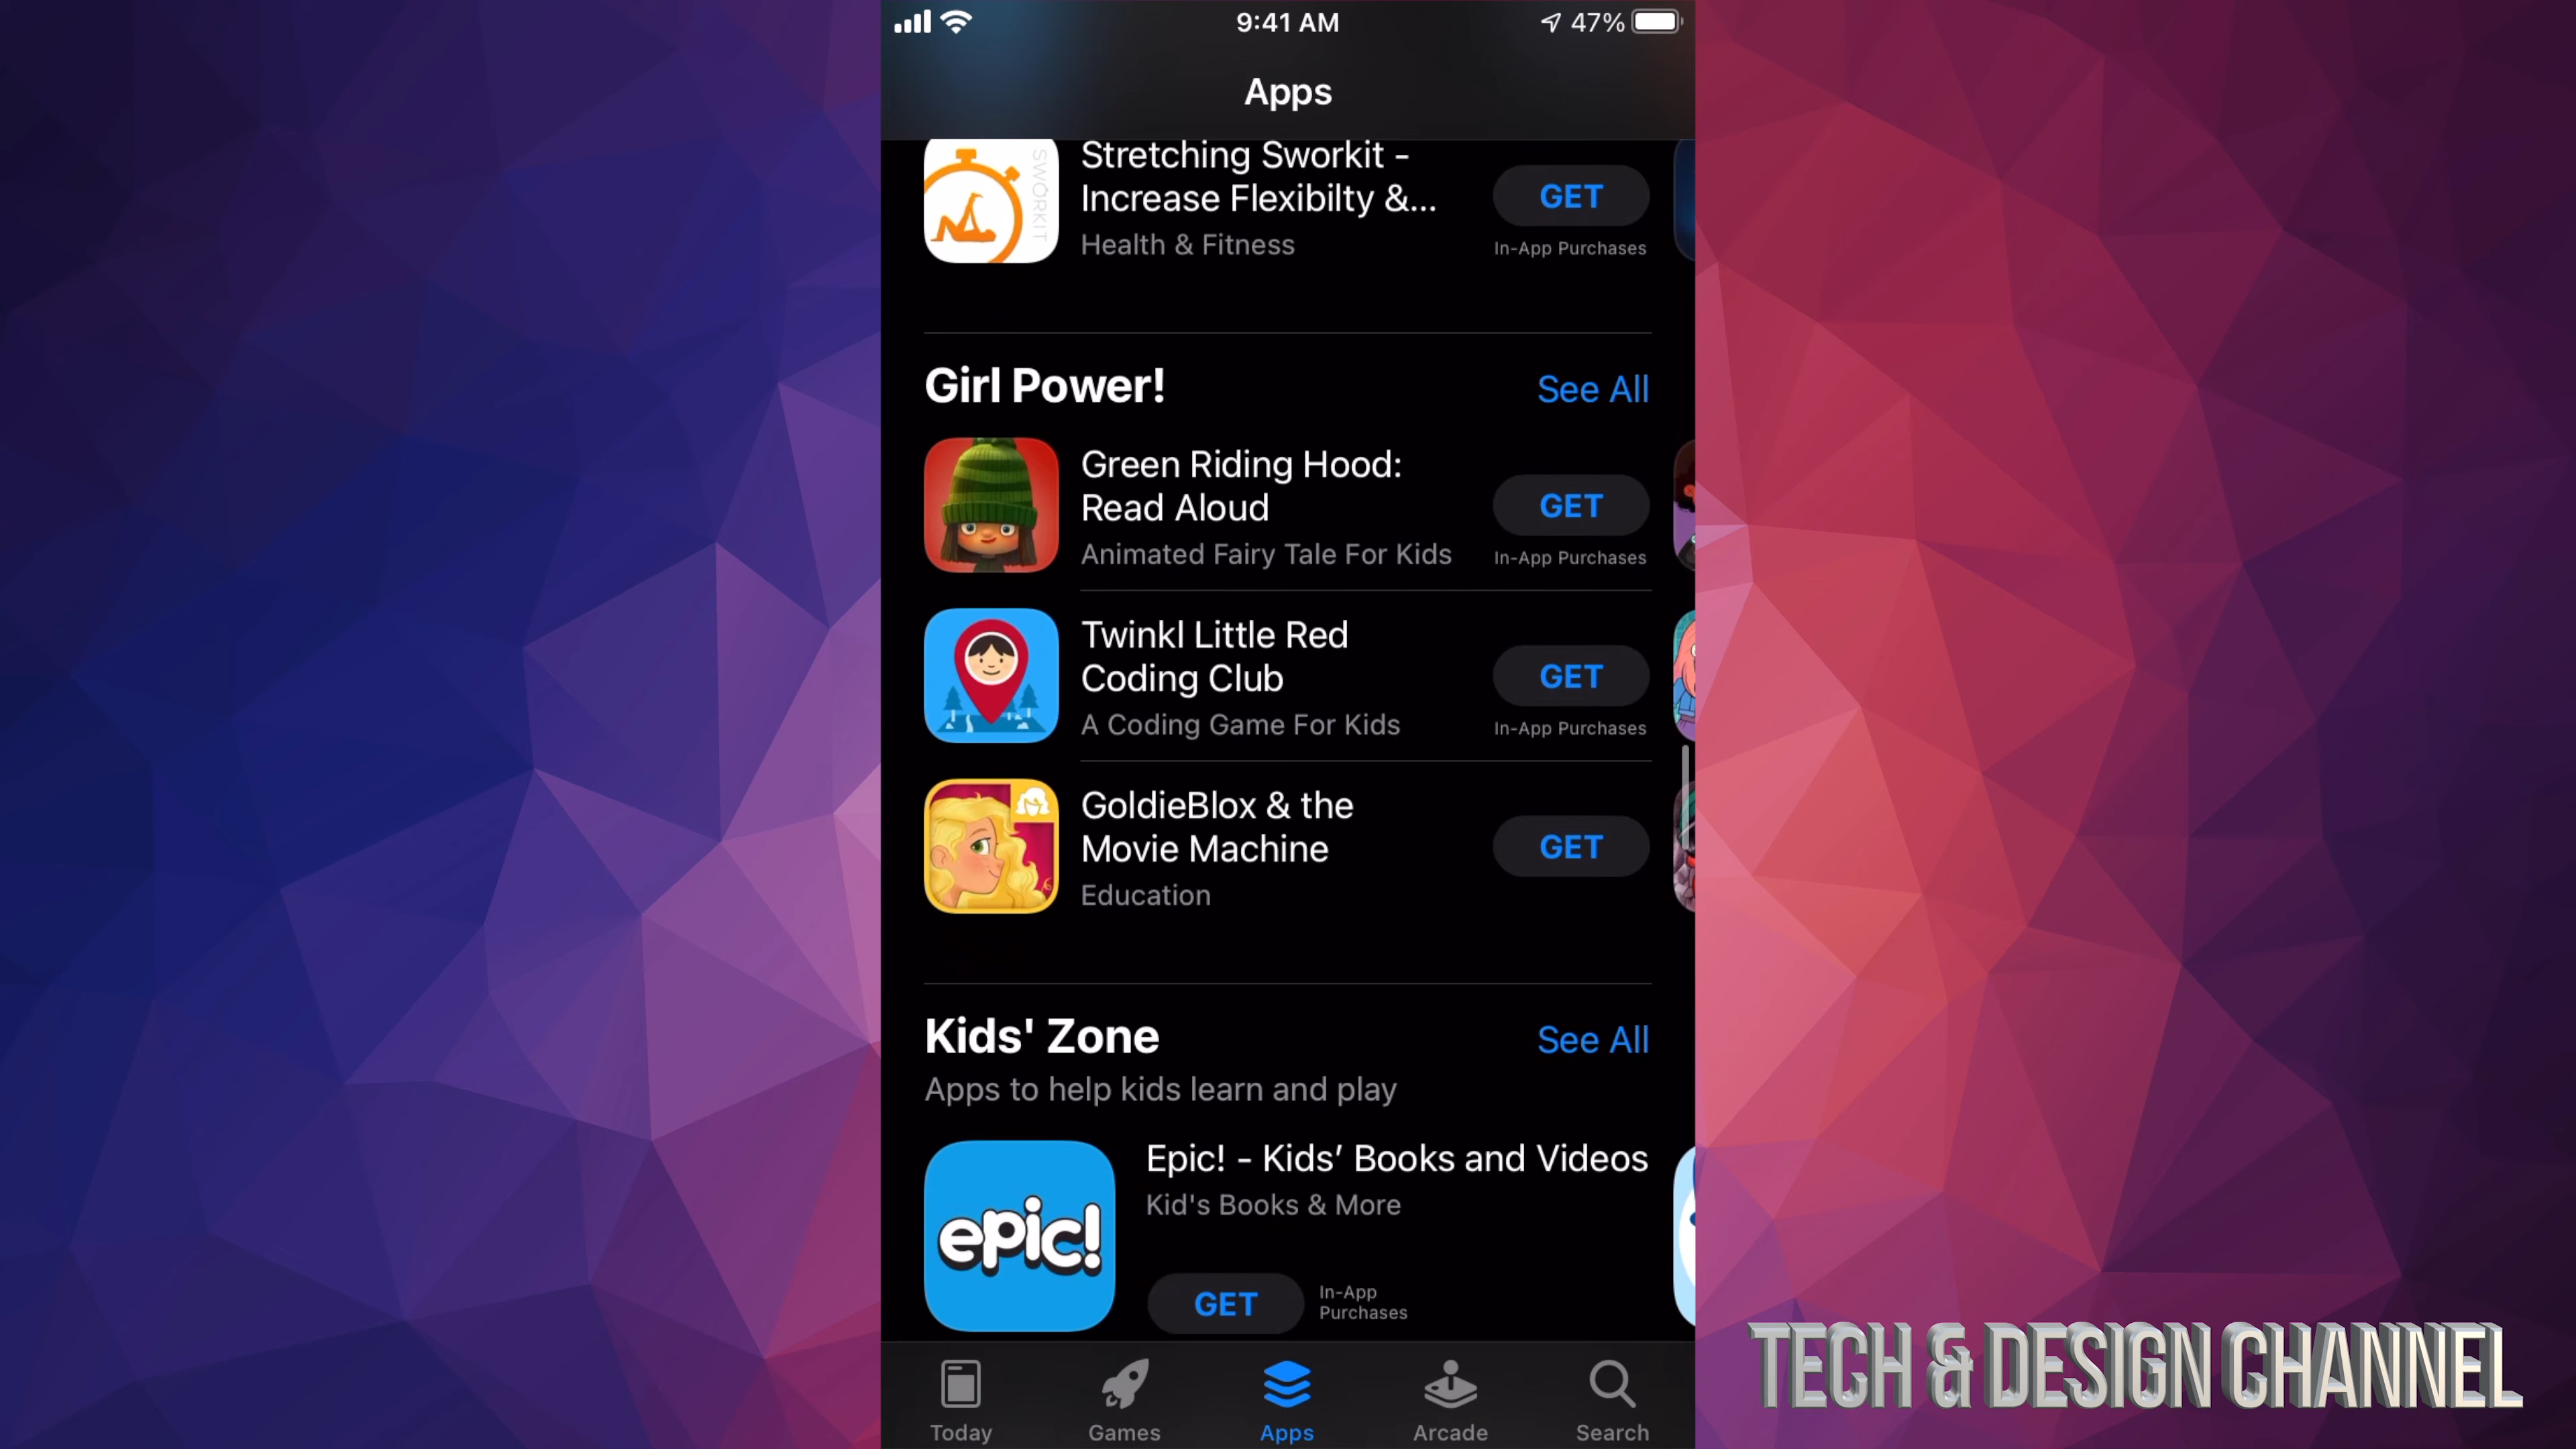 9:41 AM
47%
Apps
Stretching Sworkit -
Increase Flexibilty &...
Health & Fitness
SWORKIT
GET
In-App Purchases
Girl Power!
See All
Green Riding Hood:
Read Aloud
Animated Fairy Tale For Kids
GET
In-App Purchases
Twinkl Little Red
Coding Club
A Coding Game For Kids
GET
In-App Purchases
GoldieBlox & the
Movie Machine
Education
GET
Kids' Zone
See All
Apps to help kids learn and play
epic!
Epic! - Kids’ Books and Videos
Kid's Books & More
GET
In-App
Purchases
Today
Games
Apps
Arcade
Search
TECH & DESIGN CHANNEL